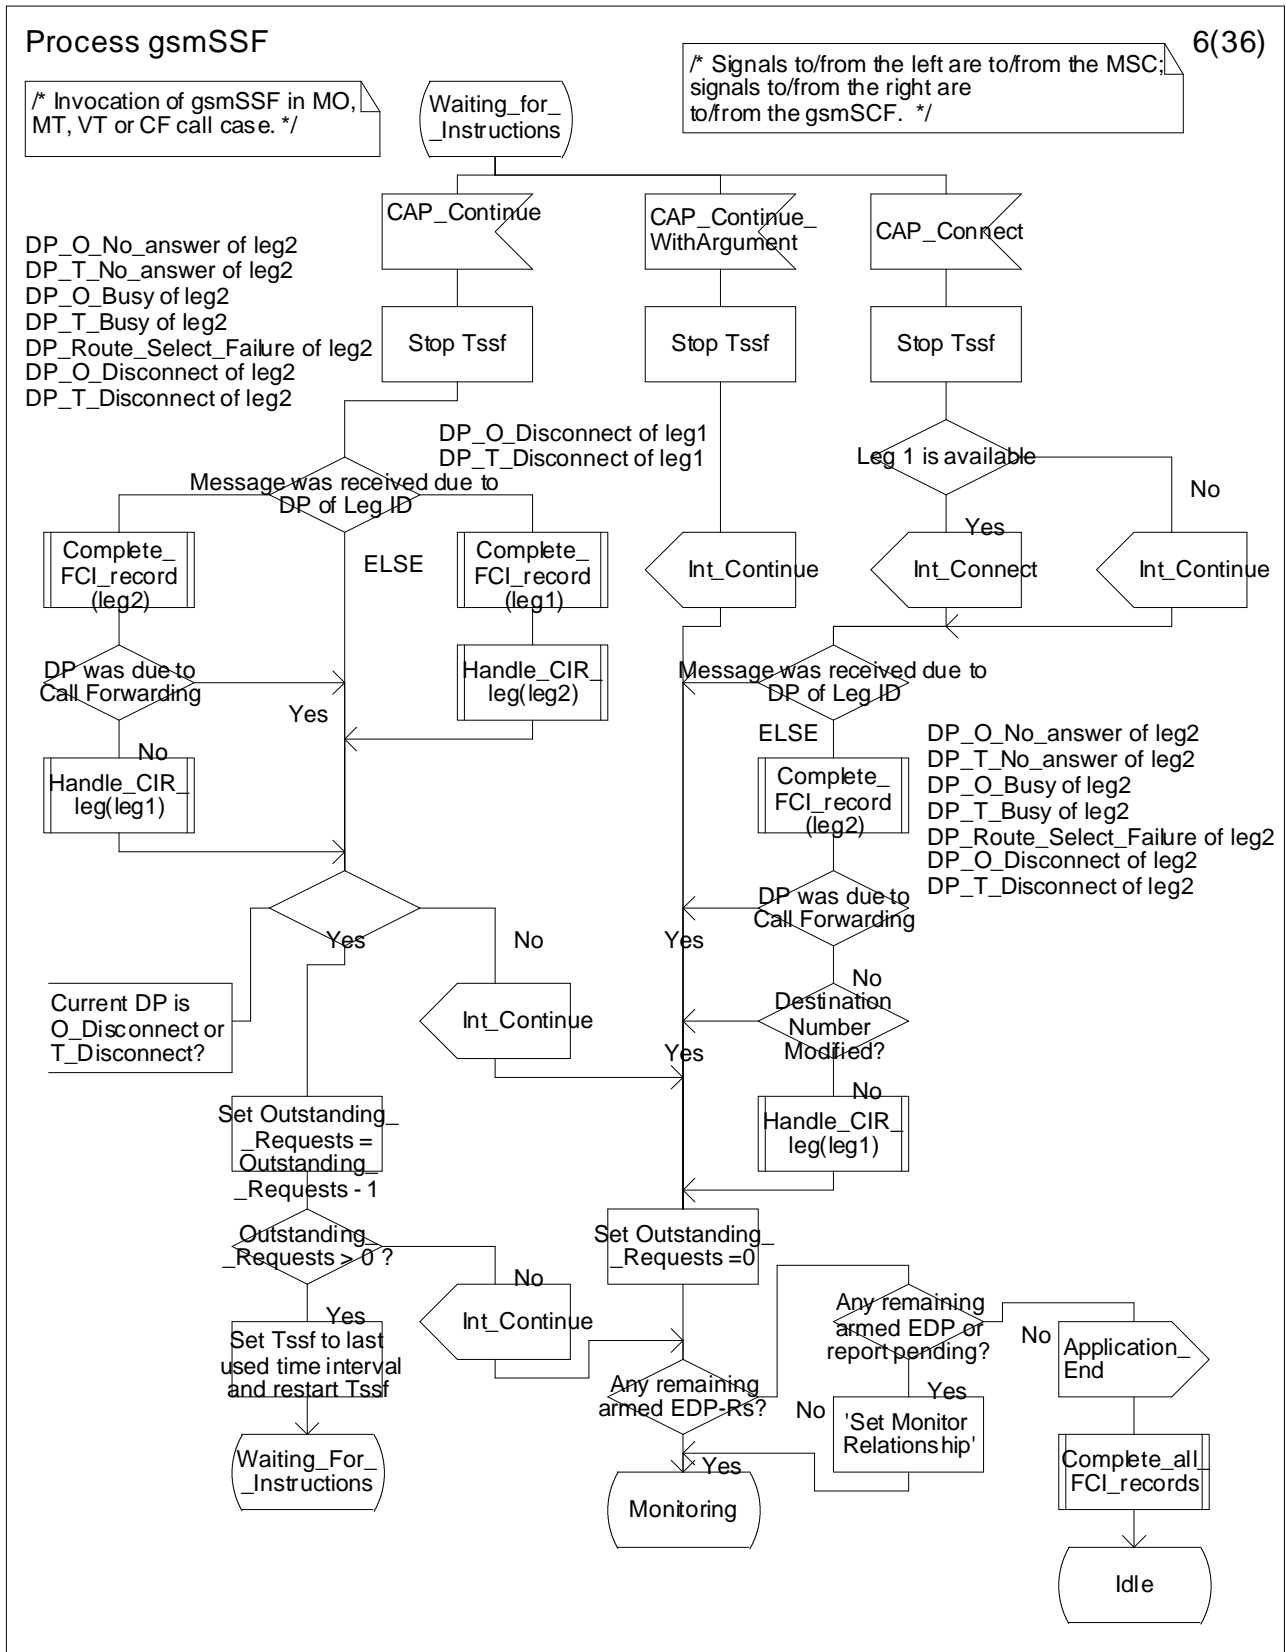 Process gsmSSF
6(36)
/* Invocation of gsmSSF in MO,
MT, VT or CF call case. */
/* Signals to/from the left are to/from the MSC;
signals to/from the right are
to/from the gsmSCF.  */
Waiting_for_
_Instructions
CAP_Continue
CAP_Continue_
WithArgument
CAP_Connect
DP_O_No_answer of leg2
DP_T_No_answer of leg2
DP_O_Busy of leg2
DP_T_Busy of leg2
DP_Route_Select_Failure of leg2
DP_O_Disconnect of leg2
DP_T_Disconnect of leg2
Stop Tssf
Stop Tssf
Stop Tssf
DP_O_Disconnect of leg1
DP_T_Disconnect of leg1
Message was received due to
DP of Leg ID
Leg 1 is available
No
Yes
Complete_
FCI_record
(leg2)
ELSE
Complete_
FCI_record
(leg1)
Int_Continue
Int_Connect
Int_Continue
DP was due to
Call Forwarding
Yes
Handle_CIR_
leg(leg2)
Message was received due to
DP of Leg ID
No
Handle_CIR_
leg(leg1)
ELSE
Complete_
FCI_record
(leg2)
DP_O_No_answer of leg2
DP_T_No_answer of leg2
DP_O_Busy of leg2
DP_T_Busy of leg2
DP_Route_Select_Failure of leg2
DP_O_Disconnect of leg2
DP_T_Disconnect of leg2
DP was due to
Call Forwarding
Yes
No
Yes
No
Current DP is
O_Disconnect or
T_Disconnect?
Int_Continue
Destination
Number
Modified?
Yes
No
Set Outstanding_
_Requests =
Outstanding_
_Requests - 1
Handle_CIR_
leg(leg1)
Outstanding_
_Requests > 0 ?
No
Yes
Set Outstanding_
_Requests =0
Int_Continue
Any remaining
armed EDP or
report pending?
No
Yes
Application_
End
Set Tssf to last
used time interval
and restart Tssf
Any remaining
armed EDP-Rs?
No
Yes
'Set Monitor
Relationship'
Waiting_For_
_Instructions
Monitoring
Complete_all_
FCI_records
Idle